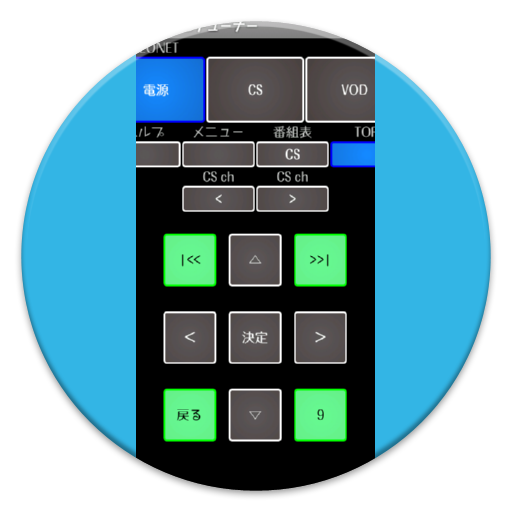 チューナー
ONET
電源 CS VOD
ルプ メニュー 番組表 TOP
CS
CS ch CS ch
< >
|<< △ >>|
< 決定 >
戻る ▽ 9